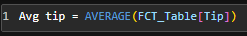 1 Avg tip = AVERAGE(FCT_Table[Tip])